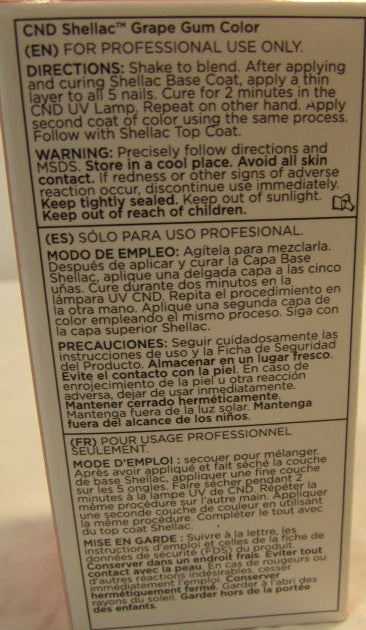 CND Shellac™ Grape Gum Color
(EN) FOR PROFESSIONAL USE ONLY.
DIRECTIONS: Shake to blend. After applying
and curing Shellac Base Coat, apply a thin
layer to all 5 nails. Cure for 2 minutes in the
CND UV Lamp. Repeat on other hand. Apply
second coat of color using the same process.
Follow with Shellac Top Coat.
WARNING: Precisely follow directions and
MSDS. Store in a cool place. Avoid all skin
contact. If redness or other signs of adverse
reaction occur, discontinue use immediately.
Keep tightly sealed. Keep out of sunlight.
Keep out of reach of children.
(ES) SÓLO PARA USO PROFESIONAL.
MODO DE EMPLEO: Agítela para mezclarla.
Después de aplicar y curar la Capa Base
Shellac, aplique una delgada capa a las cinco
uñas. Cure durante dos minutos en la
lámpara UV CND. Repita el procedimiento en
la otra mano. Aplique una segunda capa de
color empleando el mismo proceso. Siga con
la capa superior Shellac.
PRECAUCIONES: Seguir cuidadosamente las
instrucciones de uso y la Ficha de Seguridad
del Producto. Almacenar en un lugar fresco.
Evite el contacto con la piel. En caso de
enrojecimiento de la piel u otra reacción
adversa, dejar de usar inmediatamente.
Mantener cerrado herméticamente.
Mantenga fuera de la luz solar. Mantenga
fuera del alcance de los niños.
(FR) POUR USAGE PROFESSIONNEL
SEULEMENT.
MODE D'EMPLOI : secouer pour mélanger.
Après avoir appliqué et fait séché la couche
de base Shellac, appliquer une fine couche
sur les 5 ongles. Faire sécher pendant 2
minutes à la lampe UV de CND. Répéter la
même procédure sur l'autre main. Appliquer
une seconde couche de couleur en utilisant
la même procédure. Compléter le tout avec
du top coat Shellac.
MISE EN GARDE : Suivre à la lettre, les
instructions d'emploi et celles de la fiche de
données de sécurité (FDS) du produit.
Conserver dans un endroit frais. Éviter tout
contact avec la peau. En cas de rougeurs ou
d'autres réactions indésirables, cesser
immédiatement l'emploi. Conserver
hermétiquement fermé. Garder à l'abri des
rayons du soleil. Garder hors de la portée
des enfants.